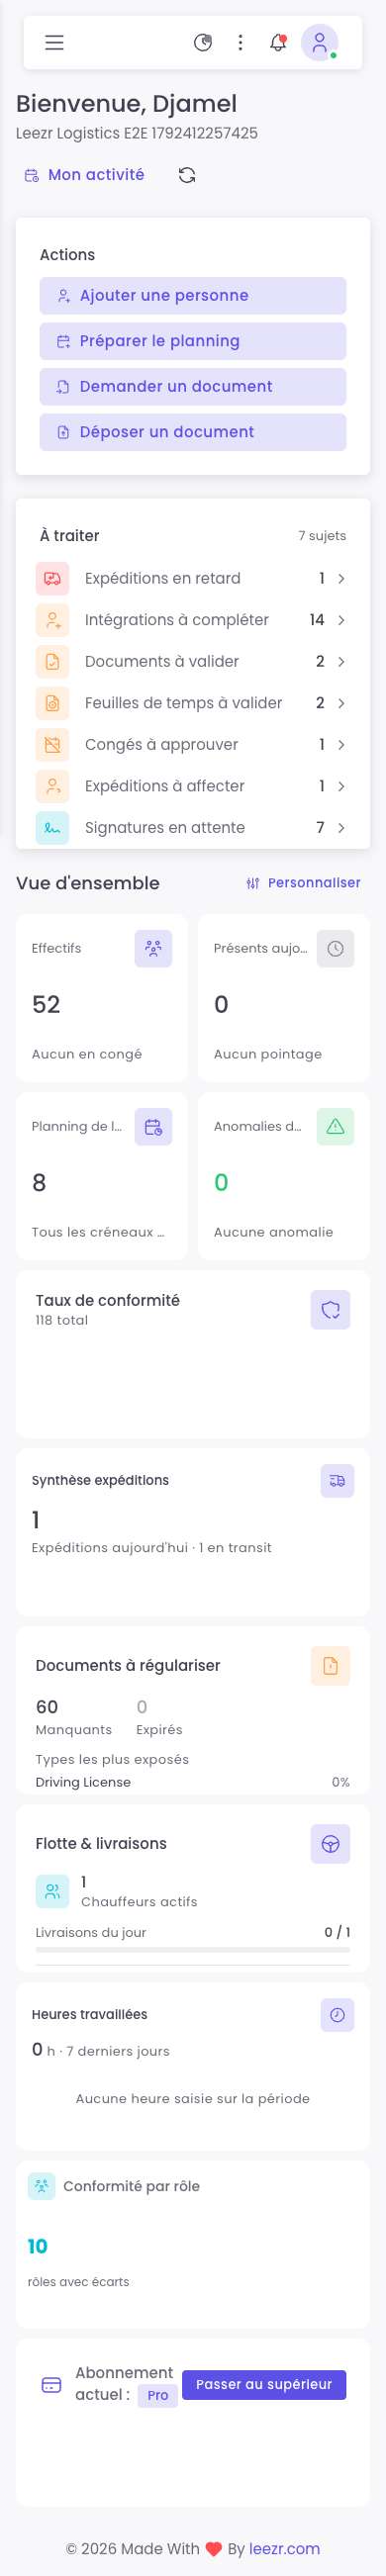 Bienvenue, Djamel
Leezr Logistics E2E 1792412257425
Mon activité
Actions
Ajouter une personne
Préparer le planning
Demander un document
Déposer un document
À traiter 7 sujets
Expéditions en retard 1
Intégrations à compléter 14
Documents à valider 2
Feuilles de temps à valider 2
Congés à approuver 1
Expéditions à affecter 1
Signatures en attente 7
Vue d'ensemble Personnaliser
Effectifs
52
Aucun en congé
Présents aujo...
0
Aucun pointage
Planning de l...
8
Tous les créneaux ...
Anomalies d...
0
Aucune anomalie
Taux de conformité
118 total
Synthèse expéditions
1
Expéditions aujourd'hui · 1 en transit
Documents à régulariser
60 0
Manquants Expirés
Types les plus exposés
Driving License 0%
Flotte & livraisons
1
Chauffeurs actifs
Livraisons du jour 0 / 1
Heures travaillées
0 h · 7 derniers jours
Aucune heure saisie sur la période
Conformité par rôle
10
rôles avec écarts
Abonnement
actuel : Pro
Passer au supérieur
© 2026 Made With ❤ By leezr.com